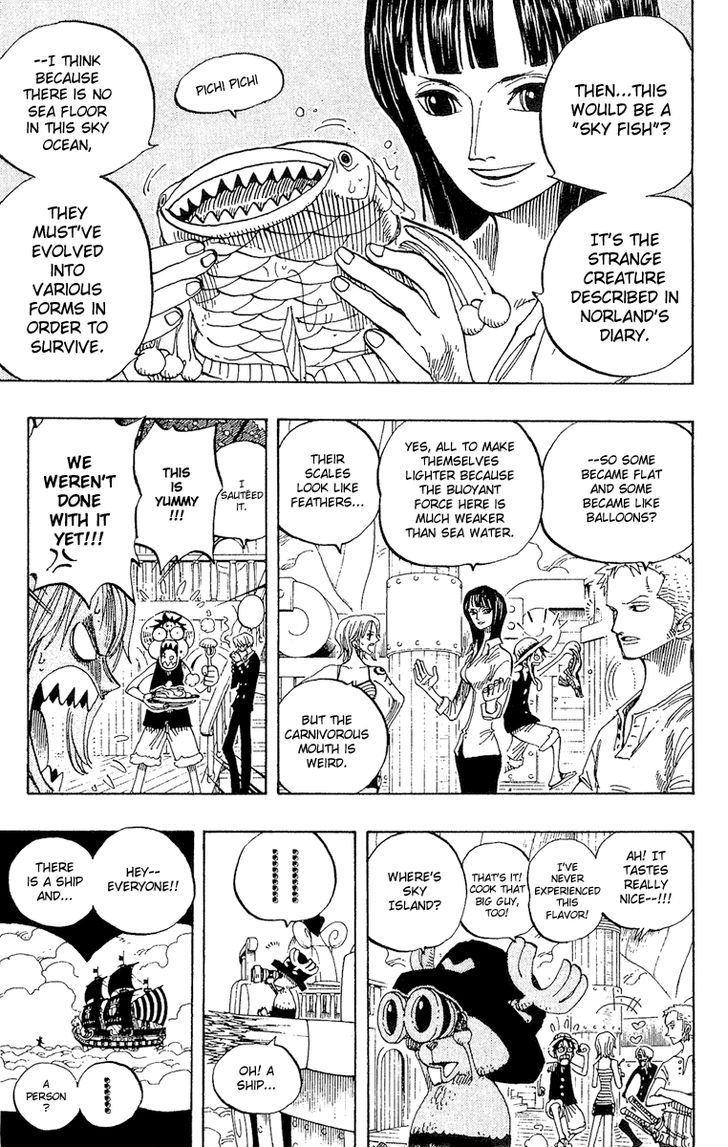 THEN...THIS
WOULD BE A
"SKY FISH"?
IT'S THE
STRANGE
CREATURE
DESCRIBED IN
NORLAND'S
DIARY.
PICHI PICHI
--I THINK
BECAUSE
THERE IS NO
SEA FLOOR
IN THIS SKY
OCEAN,
THEY
MUST'VE
EVOLVED
INTO
VARIOUS
FORMS IN
ORDER TO
SURVIVE.
--SO SOME
BECAME FLAT
AND SOME
BECAME LIKE
BALLOONS?
YES, ALL TO MAKE
THEMSELVES
LIGHTER BECAUSE
THE BUOYANT
FORCE HERE IS
MUCH WEAKER
THAN SEA WATER.
THEIR
SCALES
LOOK LIKE
FEATHERS...
BUT THE
CARNIVOROUS
MOUTH IS
WEIRD.
I
SAUTÉED
IT.
THIS
IS
YUMMY
!!!
WE
WEREN'T
DONE
WITH IT
YET!!!
AH! IT
TASTES
REALLY
NICE--!!!
I'VE
NEVER
EXPERIENCED
THIS
FLAVOR!
THAT'S IT!
COOK THAT
BIG GUY,
TOO!
WHERE'S
SKY
ISLAND?
!!
OH! A
SHIP...
HEY--
EVERYONE!!
THERE
IS A SHIP
AND...
!
A
PERSON
?